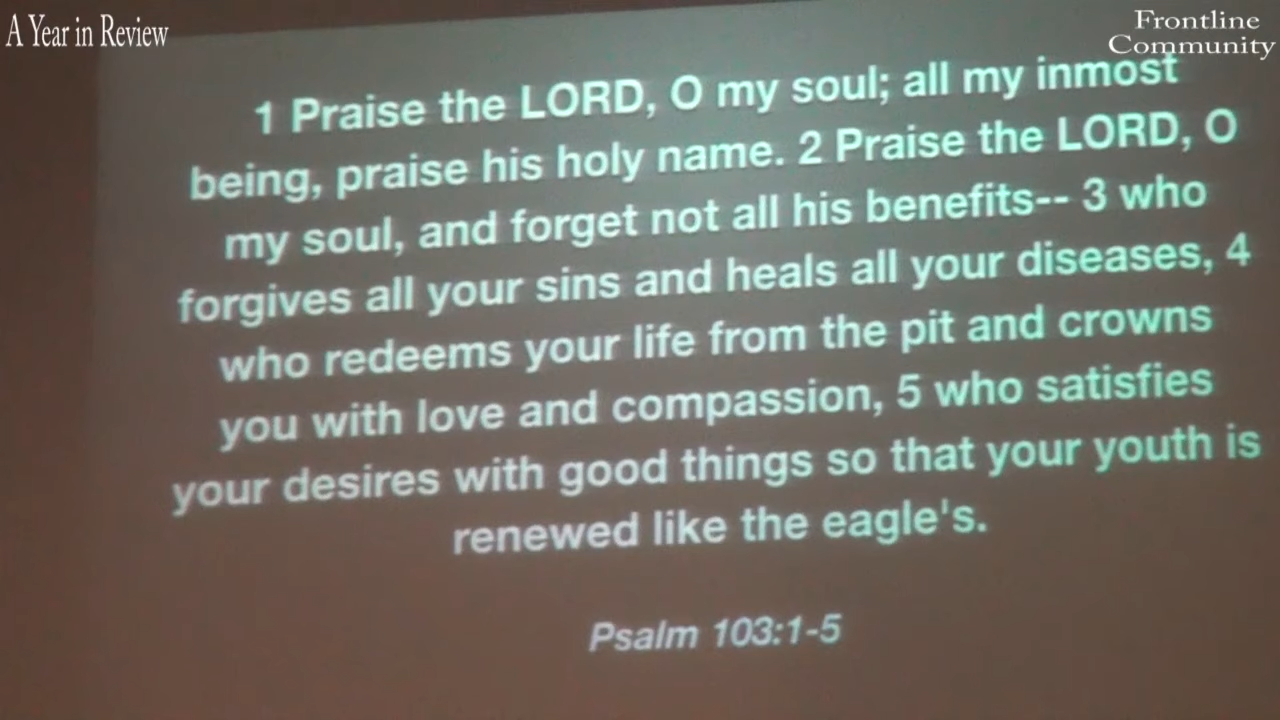 A Year in Review
Frontline
Community
1 Praise the LORD, O my soul; all my inmost
being, praise his holy name. 2 Praise the LORD, O
my soul, and forget not all his benefits-- 3 who
forgives all your sins and heals all your diseases, 4
who redeems your life from the pit and crowns
you with love and compassion, 5 who satisfies
your desires with good things so that your youth is
renewed like the eagle's.
Psalm 103:1-5